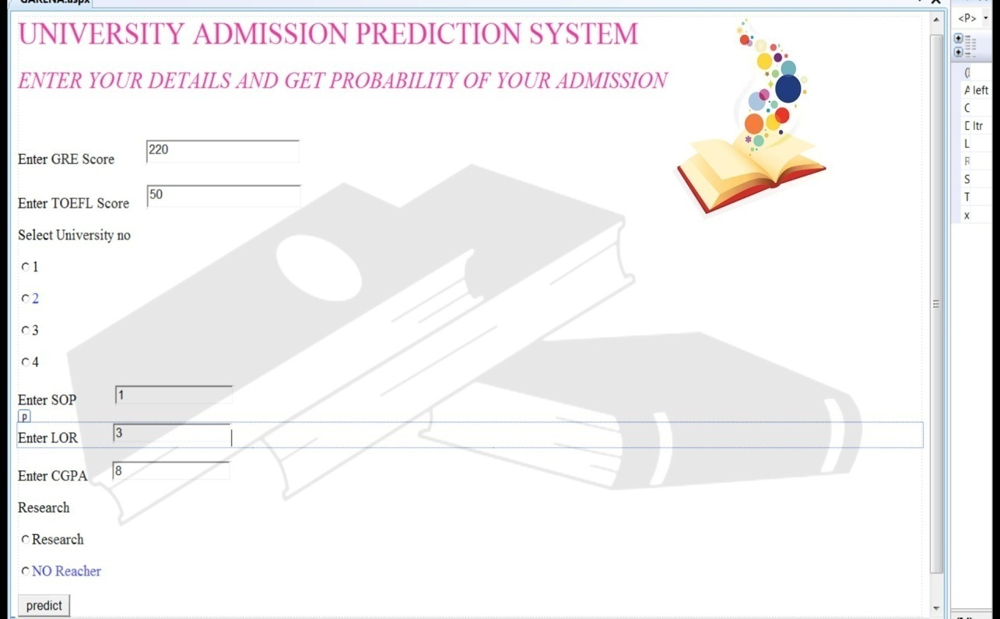 GARENA.aspx
UNIVERSITY ADMISSION PREDICTION SYSTEM
<P>
ENTER YOUR DETAILS AND GET PROBABILITY OF YOUR ADMISSION
A left
C
D ltr
L
R
S
T
x
Enter GRE Score 220
Enter TOEFL Score 50
Select University no
1
2
3
4
Enter SOP 1
p
Enter LOR 3
Enter CGPA 8
Research
Research
NO Reacher
predict